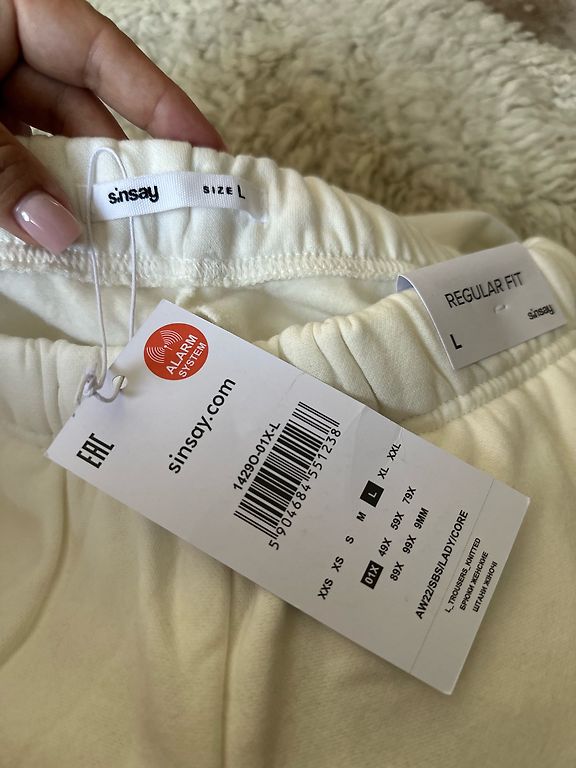 sinsay SIZE L
REGULAR FIT
L sinsay
ALARM
SYSTEM
EAC
sinsay.com
1429O-01X-L
5 904684 551238
XXS XS S M L XL XXL
01X 49X 59X 79X
89X 99X 9MM
AW22/SBS/LADY/CORE
L_TROUSERS_KNITTED
БРЮКИ ЖЕНСКИЕ
ШТАНИ ЖІНОЧІ